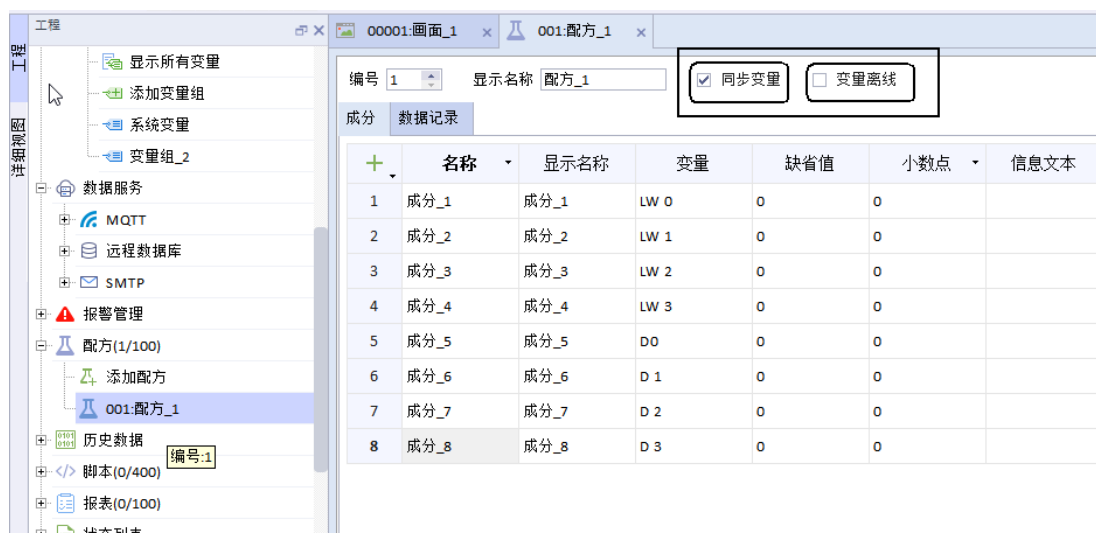 工程
工程
详细视图
显示所有变量
添加变量组
系统变量
变量组_2
数据服务
MQTT
远程数据库
SMTP
报警管理
配方(1/100)
添加配方
001:配方_1
历史数据
编号:1
脚本(0/400)
报表(0/100)
00001:画面_1 × 001:配方_1 ×
编号 1 显示名称 配方_1 同步变量 变量离线
成分 数据记录
名称 显示名称 变量 缺省值 小数点 信息文本
1 成分_1 成分_1 LW 0 0 0
2 成分_2 成分_2 LW 1 0 0
3 成分_3 成分_3 LW 2 0 0
4 成分_4 成分_4 LW 3 0 0
5 成分_5 成分_5 D0 0 0
6 成分_6 成分_6 D 1 0 0
7 成分_7 成分_7 D 2 0 0
8 成分_8 成分_8 D 3 0 0